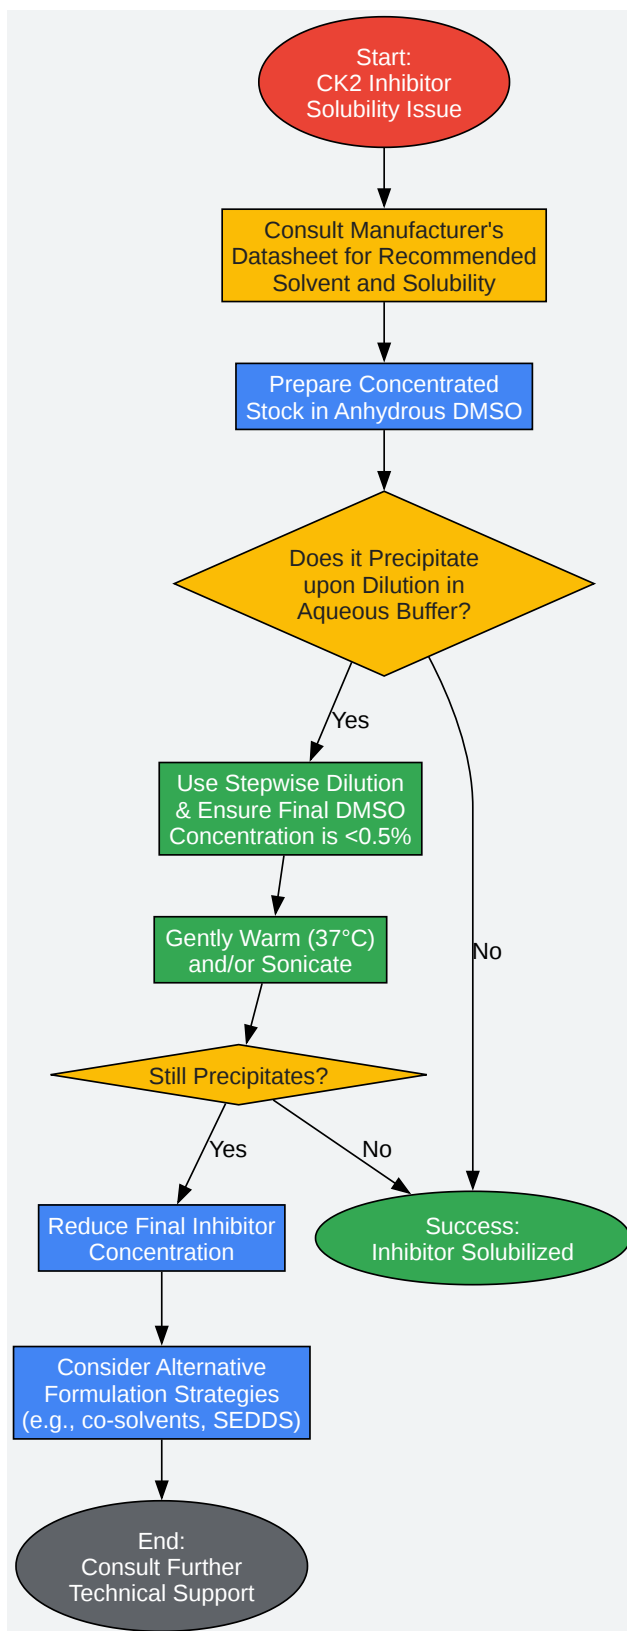 Start:
CK2 Inhibitor
Solubility Issue
Consult Manufacturer's
Datasheet for Recommended
Solvent and Solubility
Prepare Concentrated
Stock in Anhydrous DMSO
Does it Precipitate
upon Dilution in
Aqueous Buffer?
Yes
Use Stepwise Dilution
& Ensure Final DMSO
Concentration is <0.5%
Gently Warm (37°C)
and/or Sonicate
No
Still Precipitates?
Yes
No
Reduce Final Inhibitor
Concentration
Success:
Inhibitor Solubilized
Consider Alternative
Formulation Strategies
(e.g., co-solvents, SEDDS)
End:
Consult Further
Technical Support